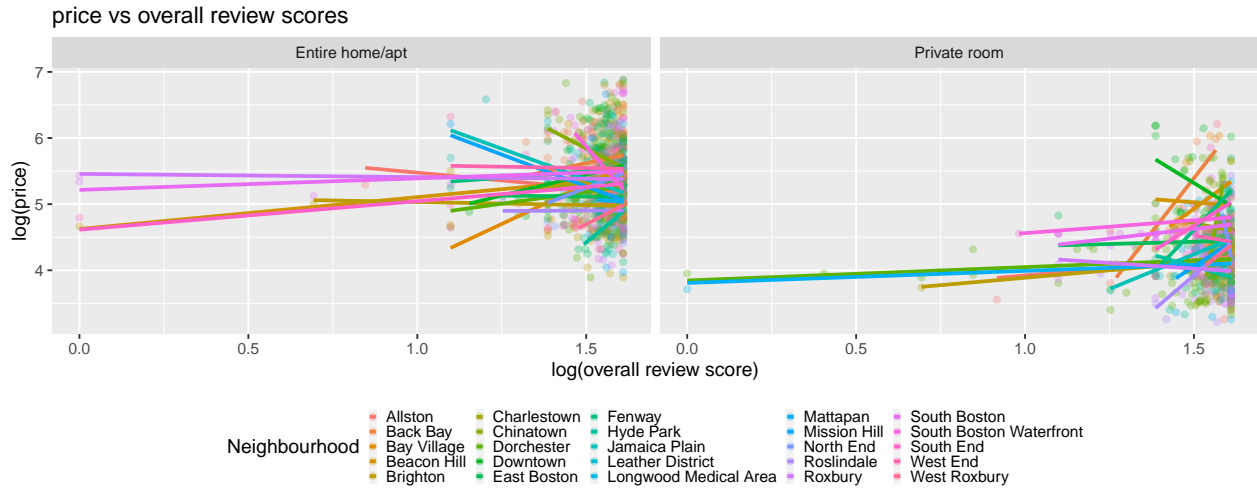 price vs overall review scores
Entire home/apt Private room
7
6
5
4
log(price)
0.0 0.5 1.0 1.5 0.0 0.5 1.0 1.5
log(overall review score)
Neighbourhood
Allston Charlestown Fenway Mattapan South Boston
Back Bay Chinatown Hyde Park Mission Hill South Boston Waterfront
Bay Village Dorchester Jamaica Plain North End South End
Beacon Hill Downtown Leather District Roslindale West End
Brighton East Boston Longwood Medical Area Roxbury West Roxbury